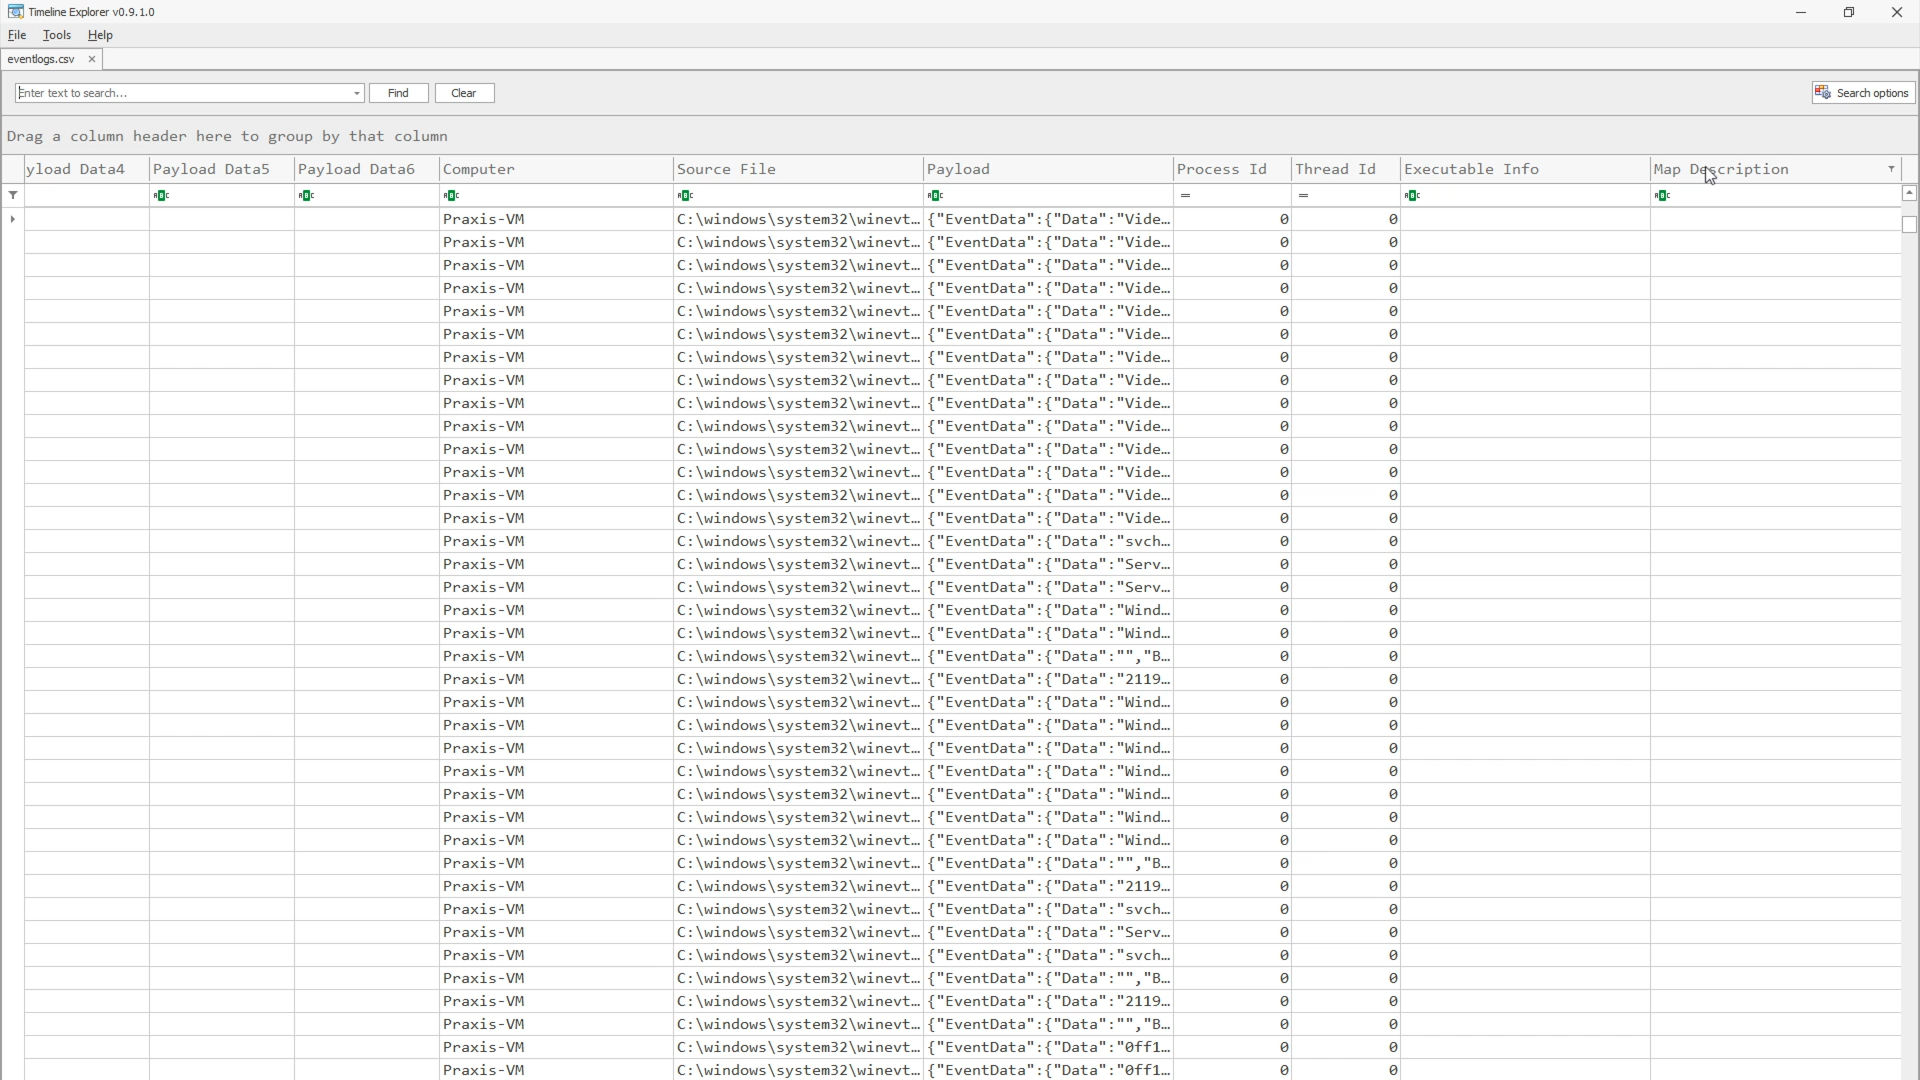 Timeline Explorer v0.9.1.0
File Tools Help
eventlogs.csv
Enter text to search...
Find
Clear
Search options
Drag a column header here to group by that column
yload Data4 Payload Data5 Payload Data6 Computer Source File Payload Process Id Thread Id Executable Info Map Description
= =
Praxis-VM C:\windows\system32\winevt… {"EventData":{"Data":"Vide… 0 0
Praxis-VM C:\windows\system32\winevt… {"EventData":{"Data":"Vide… 0 0
Praxis-VM C:\windows\system32\winevt… {"EventData":{"Data":"Vide… 0 0
Praxis-VM C:\windows\system32\winevt… {"EventData":{"Data":"Vide… 0 0
Praxis-VM C:\windows\system32\winevt… {"EventData":{"Data":"Vide… 0 0
Praxis-VM C:\windows\system32\winevt… {"EventData":{"Data":"Vide… 0 0
Praxis-VM C:\windows\system32\winevt… {"EventData":{"Data":"Vide… 0 0
Praxis-VM C:\windows\system32\winevt… {"EventData":{"Data":"Vide… 0 0
Praxis-VM C:\windows\system32\winevt… {"EventData":{"Data":"Vide… 0 0
Praxis-VM C:\windows\system32\winevt… {"EventData":{"Data":"Vide… 0 0
Praxis-VM C:\windows\system32\winevt… {"EventData":{"Data":"Vide… 0 0
Praxis-VM C:\windows\system32\winevt… {"EventData":{"Data":"Vide… 0 0
Praxis-VM C:\windows\system32\winevt… {"EventData":{"Data":"Vide… 0 0
Praxis-VM C:\windows\system32\winevt… {"EventData":{"Data":"Vide… 0 0
Praxis-VM C:\windows\system32\winevt… {"EventData":{"Data":"svch… 0 0
Praxis-VM C:\windows\system32\winevt… {"EventData":{"Data":"Serv… 0 0
Praxis-VM C:\windows\system32\winevt… {"EventData":{"Data":"Serv… 0 0
Praxis-VM C:\windows\system32\winevt… {"EventData":{"Data":"Wind… 0 0
Praxis-VM C:\windows\system32\winevt… {"EventData":{"Data":"Wind… 0 0
Praxis-VM C:\windows\system32\winevt… {"EventData":{"Data":"","B… 0 0
Praxis-VM C:\windows\system32\winevt… {"EventData":{"Data":"2119… 0 0
Praxis-VM C:\windows\system32\winevt… {"EventData":{"Data":"Wind… 0 0
Praxis-VM C:\windows\system32\winevt… {"EventData":{"Data":"Wind… 0 0
Praxis-VM C:\windows\system32\winevt… {"EventData":{"Data":"Wind… 0 0
Praxis-VM C:\windows\system32\winevt… {"EventData":{"Data":"Wind… 0 0
Praxis-VM C:\windows\system32\winevt… {"EventData":{"Data":"Wind… 0 0
Praxis-VM C:\windows\system32\winevt… {"EventData":{"Data":"Wind… 0 0
Praxis-VM C:\windows\system32\winevt… {"EventData":{"Data":"Wind… 0 0
Praxis-VM C:\windows\system32\winevt… {"EventData":{"Data":"","B… 0 0
Praxis-VM C:\windows\system32\winevt… {"EventData":{"Data":"2119… 0 0
Praxis-VM C:\windows\system32\winevt… {"EventData":{"Data":"svch… 0 0
Praxis-VM C:\windows\system32\winevt… {"EventData":{"Data":"Serv… 0 0
Praxis-VM C:\windows\system32\winevt… {"EventData":{"Data":"svch… 0 0
Praxis-VM C:\windows\system32\winevt… {"EventData":{"Data":"","B… 0 0
Praxis-VM C:\windows\system32\winevt… {"EventData":{"Data":"2119… 0 0
Praxis-VM C:\windows\system32\winevt… {"EventData":{"Data":"","B… 0 0
Praxis-VM C:\windows\system32\winevt… {"EventData":{"Data":"0ff1… 0 0
Praxis-VM C:\windows\system32\winevt… {"EventData":{"Data":"0ff1… 0 0